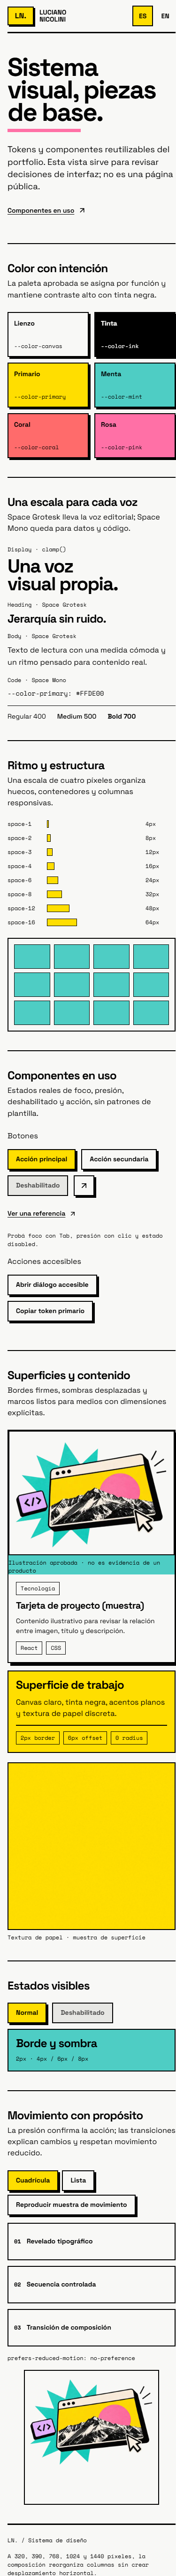 LN.
LUCIANO
NICOLINI
ES
EN
Sistema
visual, piezas
de base.
Tokens y componentes reutilizables del
portfolio. Esta vista sirve para revisar
decisiones de interfaz; no es una página
pública.
Componentes en uso ↗
Color con intención
La paleta aprobada se asigna por función y
mantiene contraste alto con tinta negra.
Lienzo
--color-canvas
Tinta
--color-ink
Primario
--color-primary
Menta
--color-mint
Coral
--color-coral
Rosa
--color-pink
Una escala para cada voz
Space Grotesk lleva la voz editorial; Space
Mono queda para datos y código.
Display · clamp()
Una voz
visual propia.
Heading · Space Grotesk
Jerarquía sin ruido.
Body · Space Grotesk
Texto de lectura con una medida cómoda y
un ritmo pensado para contenido real.
Code · Space Mono
--color-primary: #FFDE00
Regular 400 Medium 500 Bold 700
Ritmo y estructura
Una escala de cuatro pixeles organiza
huecos, contenedores y columnas
responsivas.
space-1 4px
space-2 8px
space-3 12px
space-4 16px
space-6 24px
space-8 32px
space-12 48px
space-16 64px
Componentes en uso
Estados reales de foco, presión,
deshabilitado y acción, sin patrones de
plantilla.
Botones
Acción principal
Acción secundaria
Deshabilitado
↗
Ver una referencia ↗
Probá foco con Tab, presión con clic y estado
disabled.
Acciones accesibles
Abrir diálogo accesible
Copiar token primario
Superficies y contenido
Bordes firmes, sombras desplazadas y
marcos listos para medios con dimensiones
explícitas.
</>
Ilustración aprobada · no es evidencia de un
producto
Tecnología
Tarjeta de proyecto (muestra)
Contenido ilustrativo para revisar la relación
entre imagen, título y descripción.
React
CSS
Superficie de trabajo
Canvas claro, tinta negra, acentos planos
y textura de papel discreta.
2px border
6px offset
0 radius
Textura de papel · muestra de superficie
Estados visibles
Normal
Deshabilitado
Borde y sombra
2px · 4px / 6px / 8px
Movimiento con propósito
La presión confirma la acción; las transiciones
explican cambios y respetan movimiento
reducido.
Cuadrícula
Lista
Reproducir muestra de movimiento
01 Revelado tipográfico
02 Secuencia controlada
03 Transición de composición
prefers-reduced-motion: no-preference
</>
LN. / Sistema de diseño
A 320, 390, 768, 1024 y 1440 píxeles, la
composición reorganiza columnas sin crear
desplazamiento horizontal.